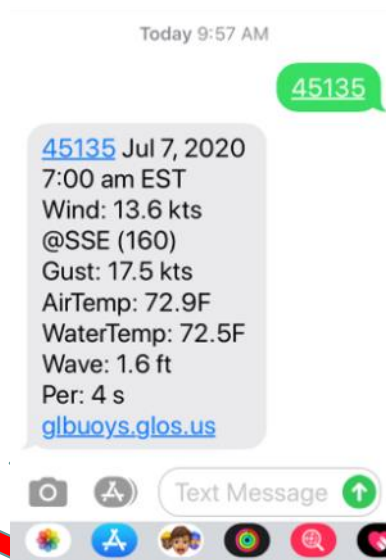 Today 9:57 AM
45135
45135 Jul 7, 2020
7:00 am EST
Wind: 13.6 kts
@SSE (160)
Gust: 17.5 kts
AirTemp: 72.9F
WaterTemp: 72.5F
Wave: 1.6 ft
Per: 4 s
glbuoys.glos.us
Text Message